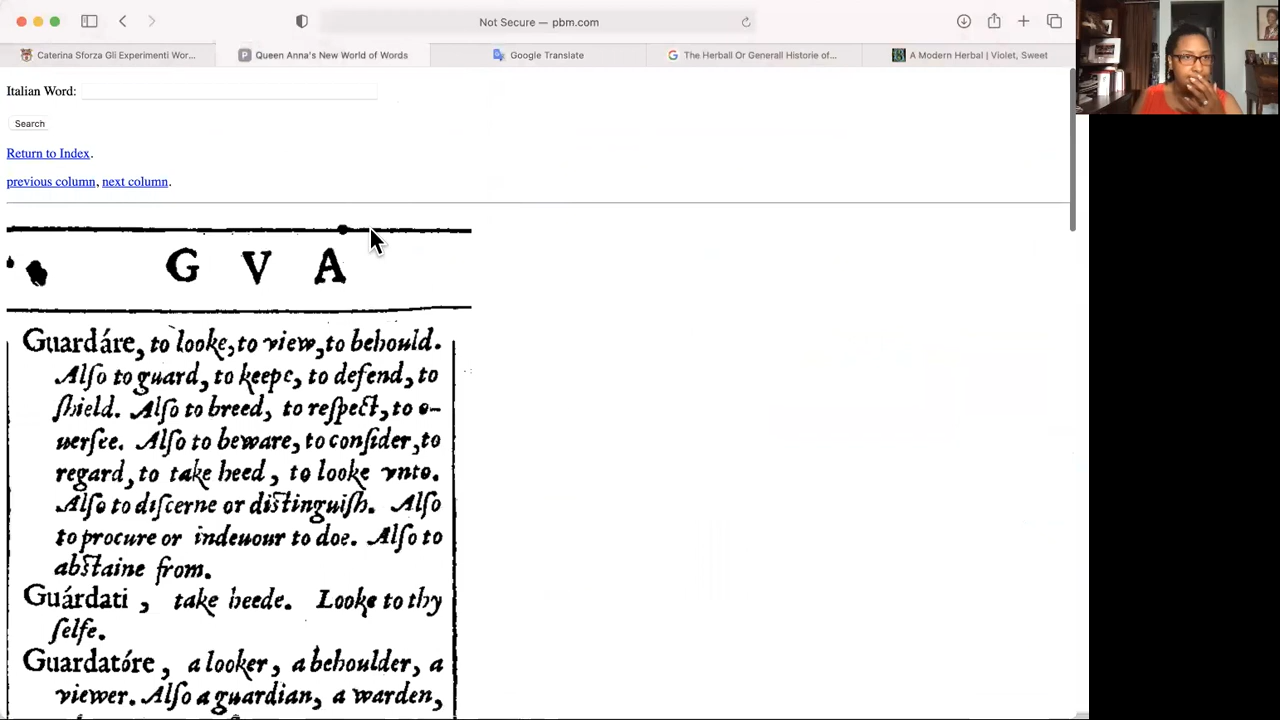 Not Secure — pbm.com
Caterina Sforza Gli Experimenti Wor...
Queen Anna's New World of Words
Google Translate
The Herball Or Generall Historie of...
A Modern Herbal | Violet, Sweet
Italian Word:
Search
Return to Index.
previous column, next column.
G V A
Guardáre, to looke, to view, to behould.
Alſo to guard, to keepe, to defend, to
ſhield. Alſo to breed, to reſpect, to o-
uerſee. Alſo to beware, to conſider, to
regard, to take heed, to looke vnto.
Alſo to diſcerne or diſtinguiſh. Alſo
to procure or indeuour to doe. Alſo to
abſtaine from.
Guárdati, take heede. Looke to thy
ſelfe.
Guardatóre, a looker, a behoulder, a
viewer. Alſo a guardian, a warden,